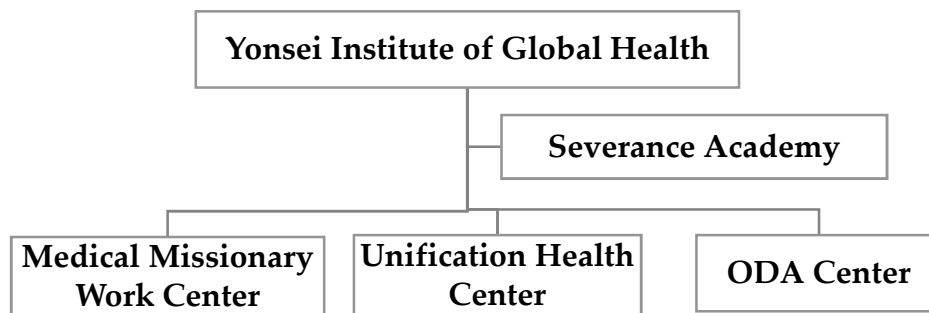 Yonsei Institute of Global Health
Severance Academy
Medical Missionary
Work Center
Unification Health
Center
ODA Center